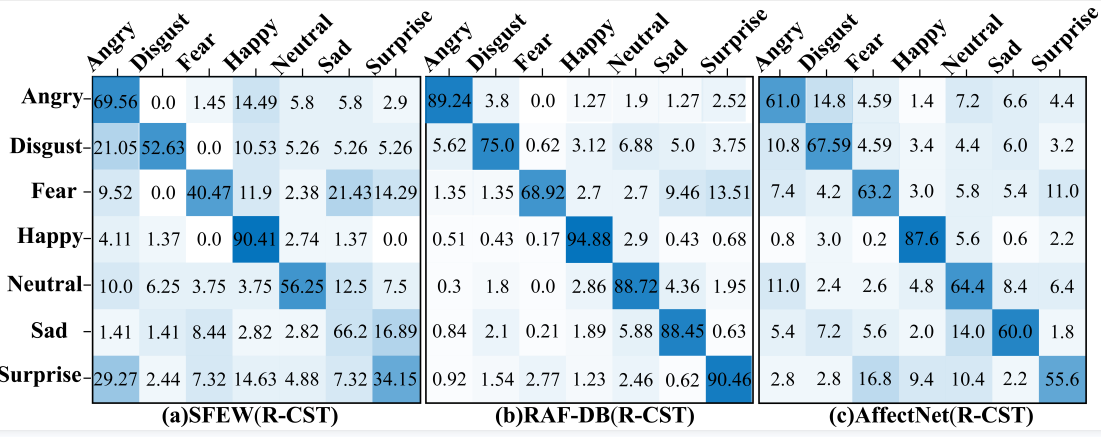 Angry Disgust Fear Happy Neutral Sad Surprise Angry Disgust Fear Happy Neutral Sad Surprise Angry Disgust Fear Happy Neutral Sad Surprise
Angry 69.56 0.0 1.45 14.49 5.8 5.8 2.9 89.24 3.8 0.0 1.27 1.9 1.27 2.52 61.0 14.8 4.59 1.4 7.2 6.6 4.4
Disgust 21.05 52.63 0.0 10.53 5.26 5.26 5.26 5.62 75.0 0.62 3.12 6.88 5.0 3.75 10.8 67.59 4.59 3.4 4.4 6.0 3.2
Fear 9.52 0.0 40.47 11.9 2.38 21.43 14.29 1.35 1.35 68.92 2.7 2.7 9.46 13.51 7.4 4.2 63.2 3.0 5.8 5.4 11.0
Happy 4.11 1.37 0.0 90.41 2.74 1.37 0.0 0.51 0.43 0.17 94.88 2.9 0.43 0.68 0.8 3.0 0.2 87.6 5.6 0.6 2.2
Neutral 10.0 6.25 3.75 3.75 56.25 12.5 7.5 0.3 1.8 0.0 2.86 88.72 4.36 1.95 11.0 2.4 2.6 4.8 64.4 8.4 6.4
Sad 1.41 1.41 8.44 2.82 2.82 66.2 16.89 0.84 2.1 0.21 1.89 5.88 88.45 0.63 5.4 7.2 5.6 2.0 14.0 60.0 1.8
Surprise 29.27 2.44 7.32 14.63 4.88 7.32 34.15 0.92 1.54 2.77 1.23 2.46 0.62 90.46 2.8 2.8 16.8 9.4 10.4 2.2 55.6
(a)SFEW(R-CST) (b)RAF-DB(R-CST) (c)AffectNet(R-CST)